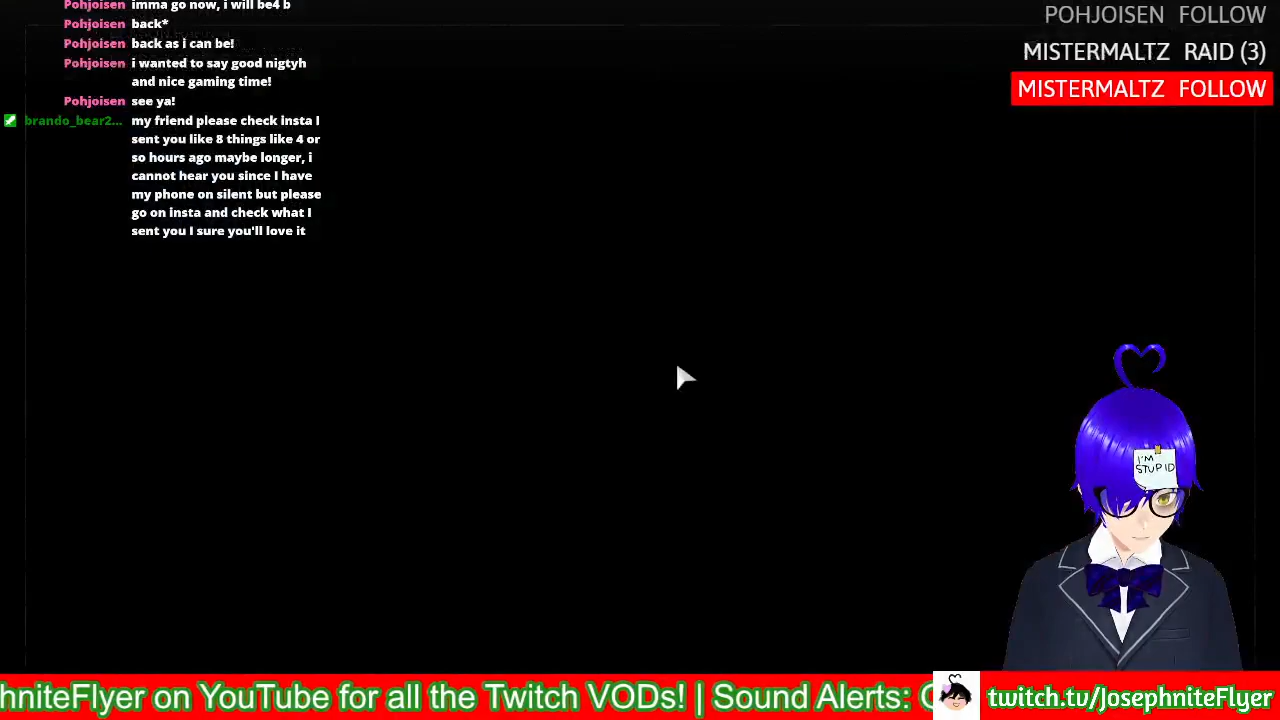 Pohjoisen imma go now, i will be4 b
Pohjoisen back*
Pohjoisen back as i can be!
Pohjoisen i wanted to say good nigtyh
and nice gaming time!
Pohjoisen see ya!
brando_bear2... my friend please check insta I
sent you like 8 things like 4 or
so hours ago maybe longer, i
cannot hear you since I have
my phone on silent but please
go on insta and check what I
sent you I sure you'll love it
POHJOISEN FOLLOW
MISTERMALTZ RAID (3)
MISTERMALTZ FOLLOW
I'M
STUPID
hniteFlyer on YouTube for all the Twitch VODs! | Sound Alerts:
twitch.tv/JosephniteFlyer